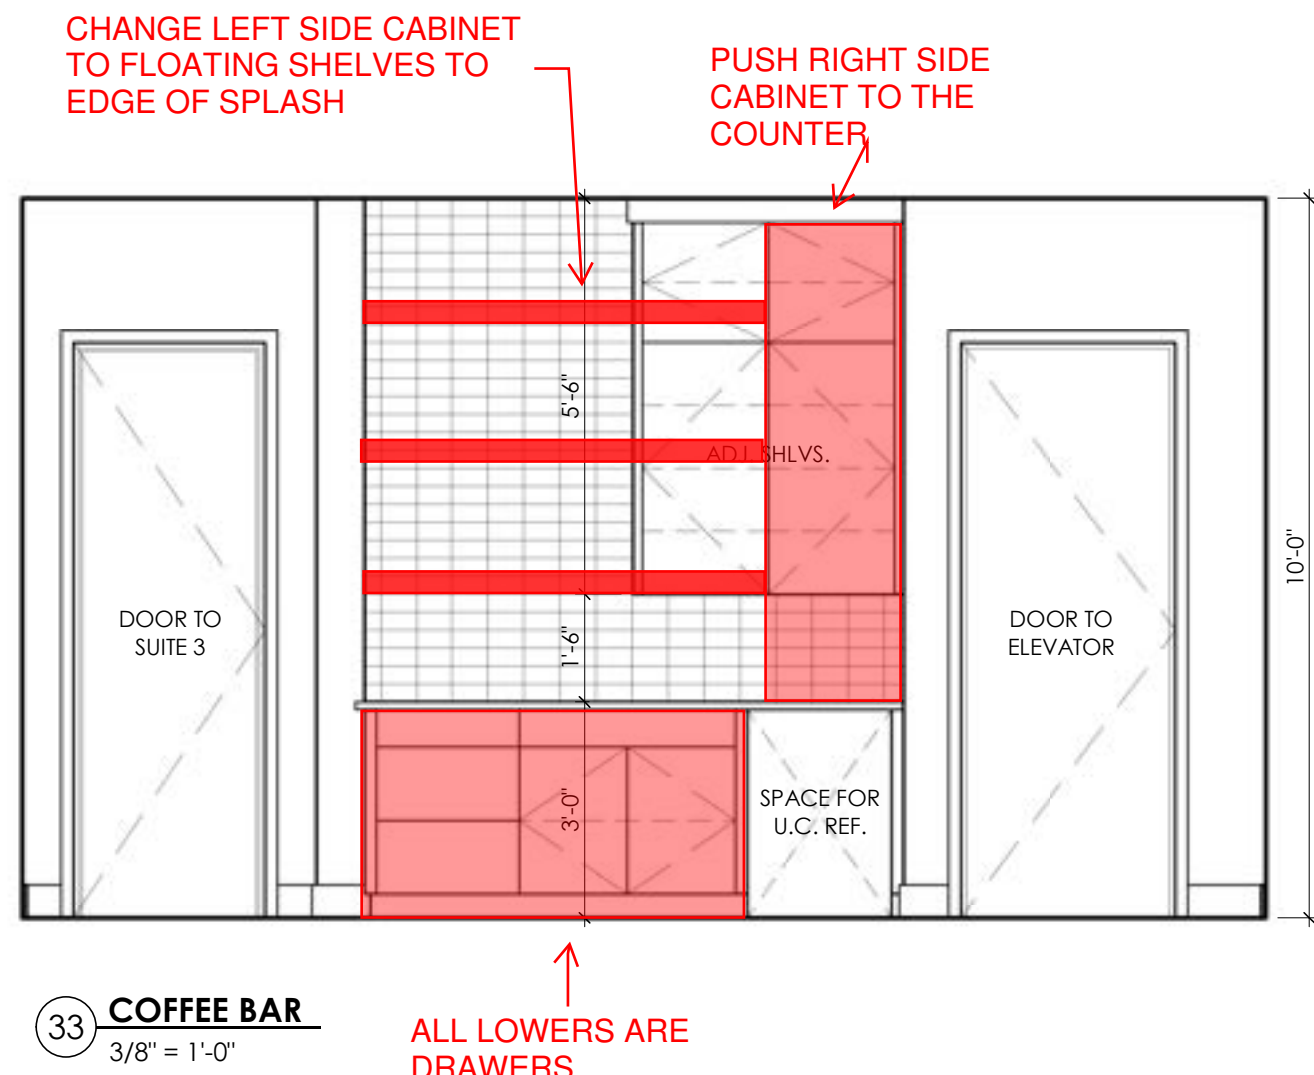 CHANGE LEFT SIDE CABINET
TO FLOATING SHELVES TO
EDGE OF SPLASH
PUSH RIGHT SIDE
CABINET TO THE
COUNTER
5'-6"
ADJ. SHLVS.
10'-0"
DOOR TO
SUITE 3
1'-6"
DOOR TO
ELEVATOR
3'-0"
SPACE FOR
U.C. REF.
33
COFFEE BAR
3/8" = 1'-0"
ALL LOWERS ARE
DRAWERS